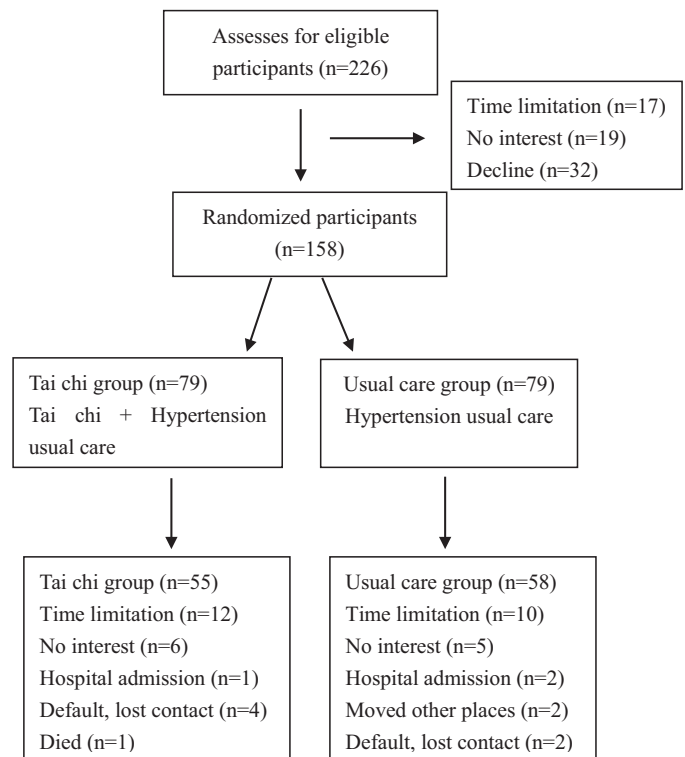 Assesses for eligible
participants (n=226)
Time limitation (n=17)
No interest (n=19)
Decline (n=32)
Randomized participants
(n=158)
Tai chi group (n=79)
Tai chi + Hypertension
usual care
Usual care group (n=79)
Hypertension usual care
Tai chi group (n=55)
Time limitation (n=12)
No interest (n=6)
Hospital admission (n=1)
Default, lost contact (n=4)
Died (n=1)
Usual care group (n=58)
Time limitation (n=10)
No interest (n=5)
Hospital admission (n=2)
Moved other places (n=2)
Default, lost contact (n=2)